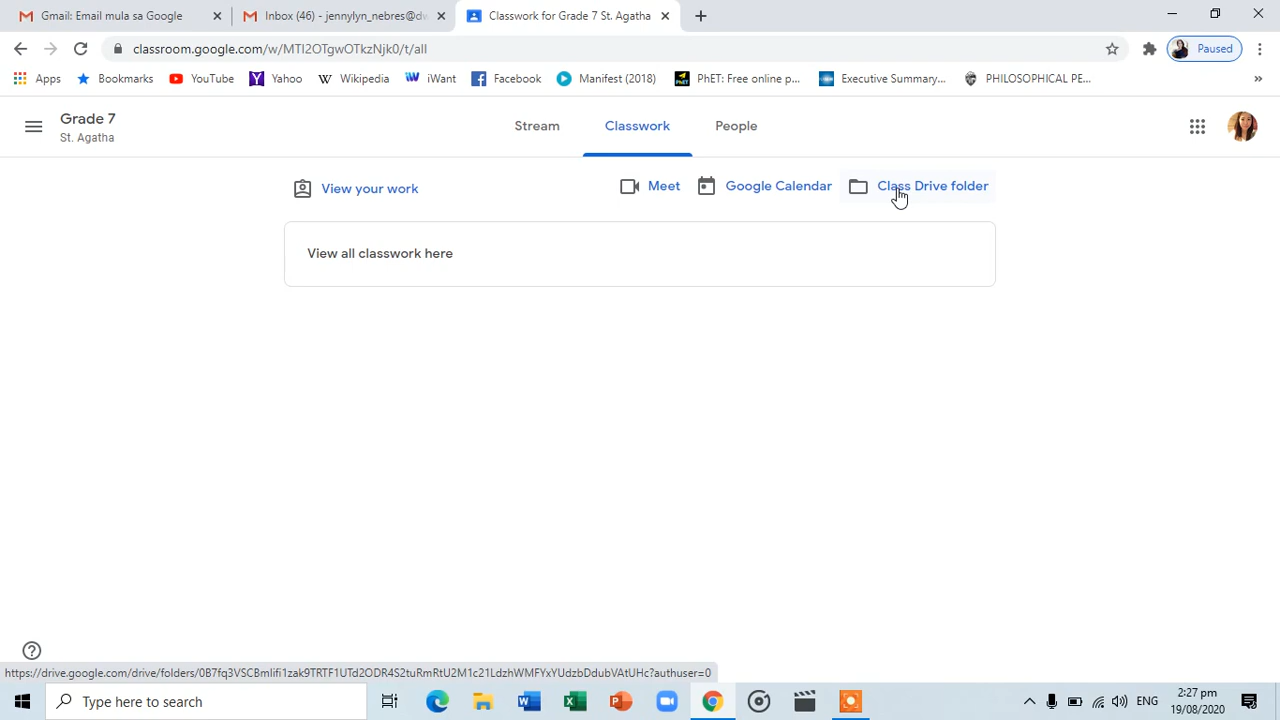 Gmail: Email mula sa Google
Inbox (46) - jennylyn_nebres@dw
Classwork for Grade 7 St. Agatha
classroom.google.com/w/MTI2OTgwOTkzNjk0/t/all
Paused
Apps
Bookmarks
YouTube
Yahoo
Wikipedia
iWant
Facebook
Manifest (2018)
PhET: Free online p...
Executive Summary...
PHILOSOPHICAL PE...
Grade 7
St. Agatha
Stream
Classwork
People
View your work
Meet
Google Calendar
Class Drive folder
View all classwork here
https://drive.google.com/drive/folders/0B7fq3VSCBmlifi1zak9TRTF1UTd2ODR4S2tuRmRtU2M1c21LdzhWMFYxYUdzbDdubVAtUHc?authuser=0
Type here to search
ENG
2:27 pm
19/08/2020